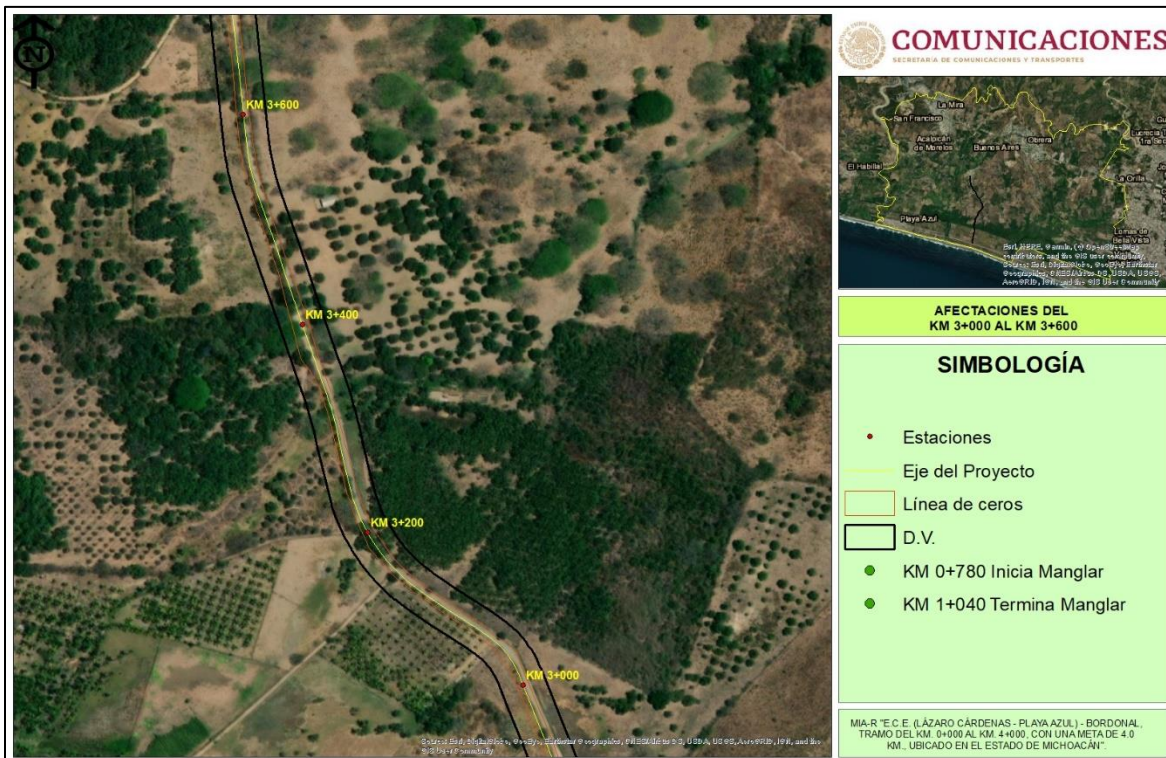 N
KM 3+600
KM 3+400
KM 3+200
KM 3+000
COMUNICACIONES
SECRETARÍA DE COMUNICACIONES Y TRANSPORTES
La Mira
San Francisco
Acalpican
de Morelos
Buenos Aires
Obrera
Lucrecia
El Habillal
La Orilla
Playa Azul
Lomas de
Bella Vista
AFECTACIONES DEL
KM 3+000 AL KM 3+600
SIMBOLOGÍA
Estaciones
Eje del Proyecto
Línea de ceros
D.V.
KM 0+780 Inicia Manglar
KM 1+040 Termina Manglar
MIA-R "E.C.E. (LÁZARO CÁRDENAS - PLAYA AZUL) - BORDONAL,
TRAMO DEL KM. 0+000 AL KM. 4+000, CON UNA META DE 4.0
KM., UBICADO EN EL ESTADO DE MICHOACÁN".